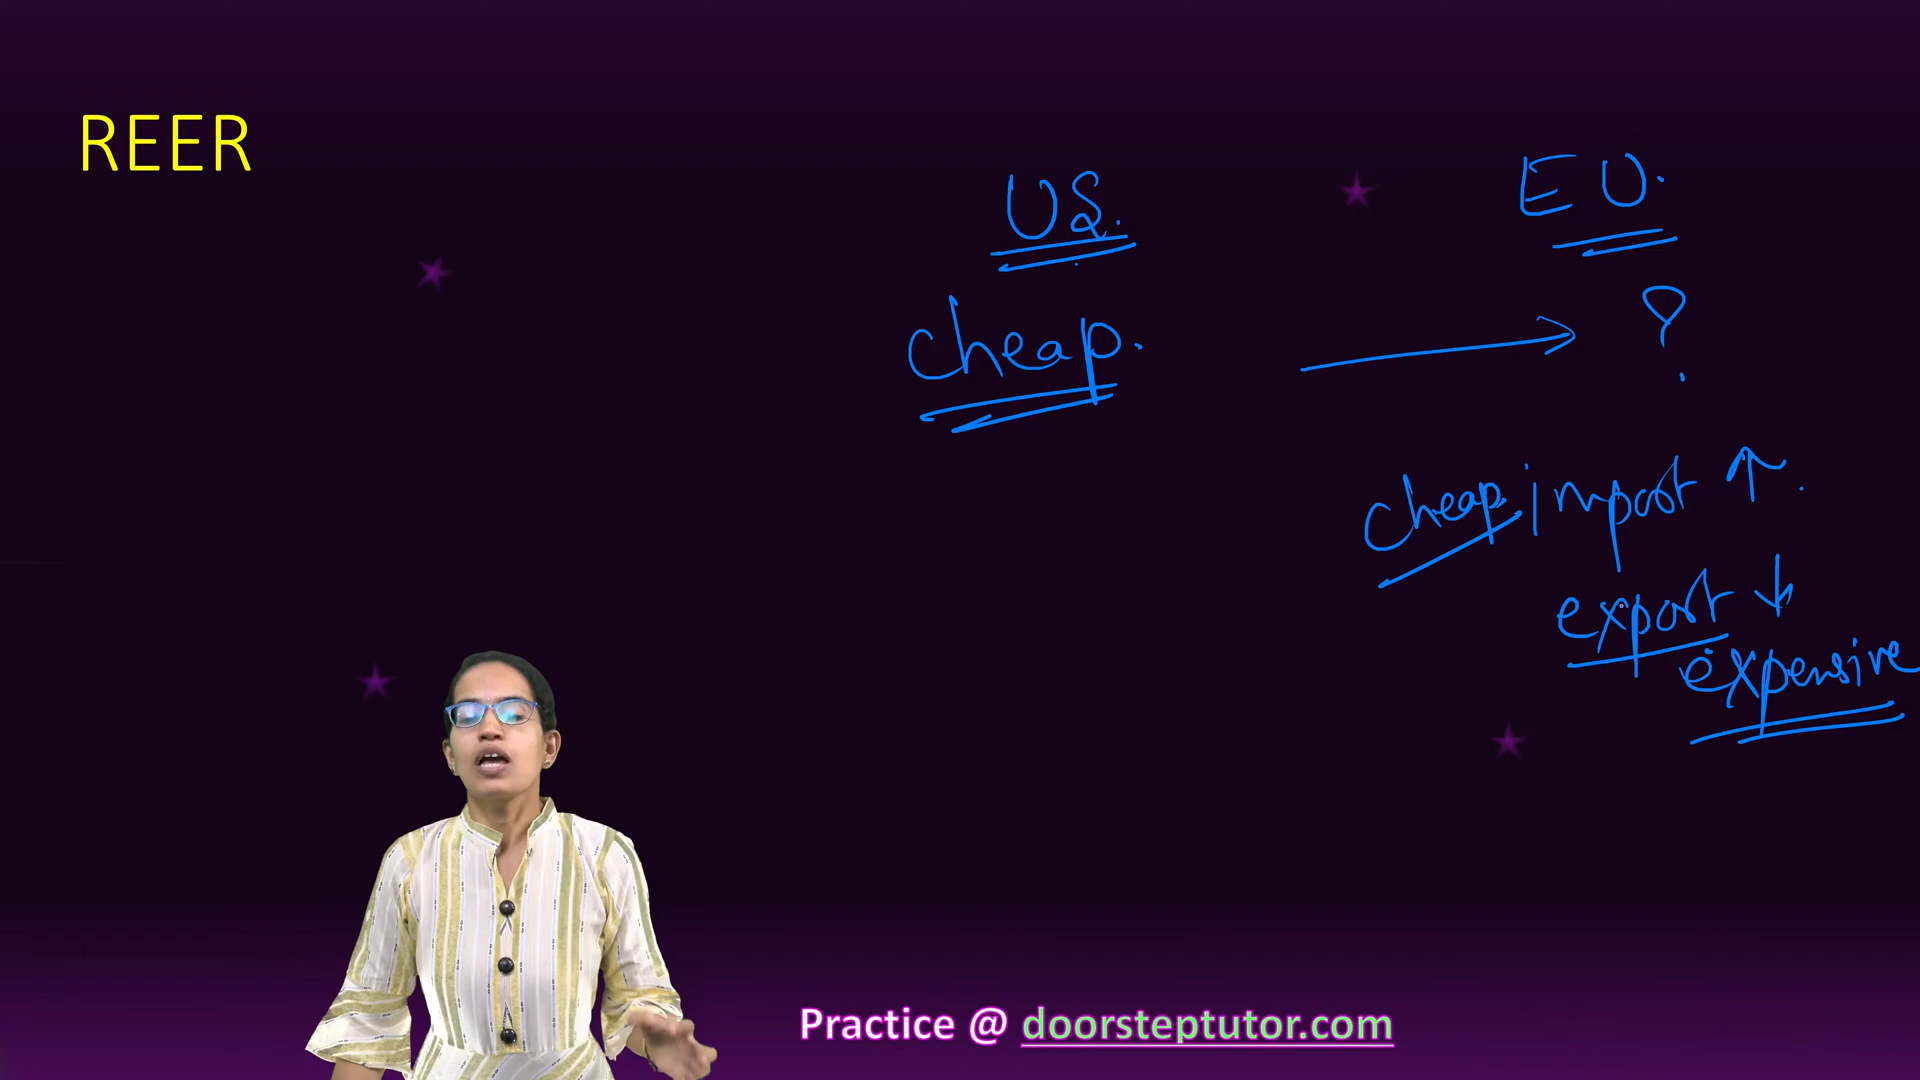 REER
US. EU.
cheap. → ?
cheap import ↑.
export ↓
expensive
Practice @ doorsteptutor.com